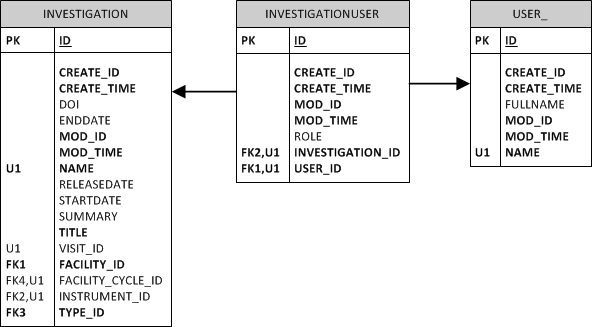 INVESTIGATION
PK ID
CREATE_ID
CREATE_TIME
DOI
ENDDATE
MOD_ID
MOD_TIME
U1 NAME
RELEASEDATE
STARTDATE
SUMMARY
TITLE
U1 VISIT_ID
FK1 FACILITY_ID
FK4,U1 FACILITY_CYCLE_ID
FK2,U1 INSTRUMENT_ID
FK3 TYPE_ID
INVESTIGATIONUSER
PK ID
CREATE_ID
CREATE_TIME
MOD_ID
MOD_TIME
ROLE
FK2,U1 INVESTIGATION_ID
FK1,U1 USER_ID
USER_
PK ID
CREATE_ID
CREATE_TIME
FULLNAME
MOD_ID
MOD_TIME
U1 NAME